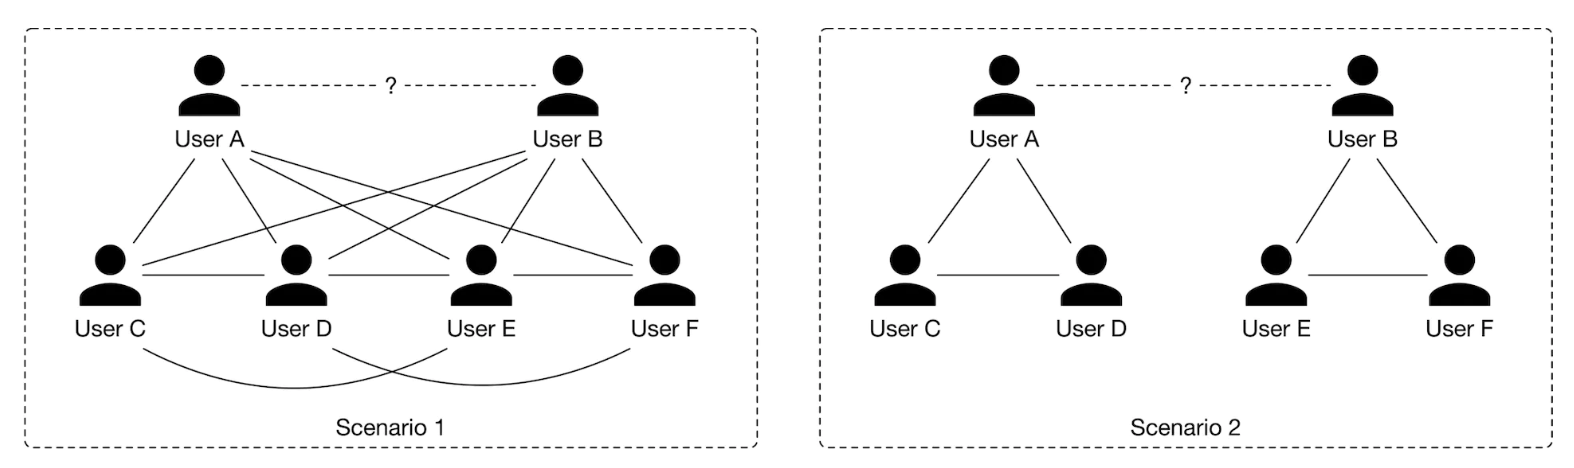 ?
User A
User B
User C
User D
User E
User F
Scenario 1
?
User A
User B
User C
User D
User E
User F
Scenario 2